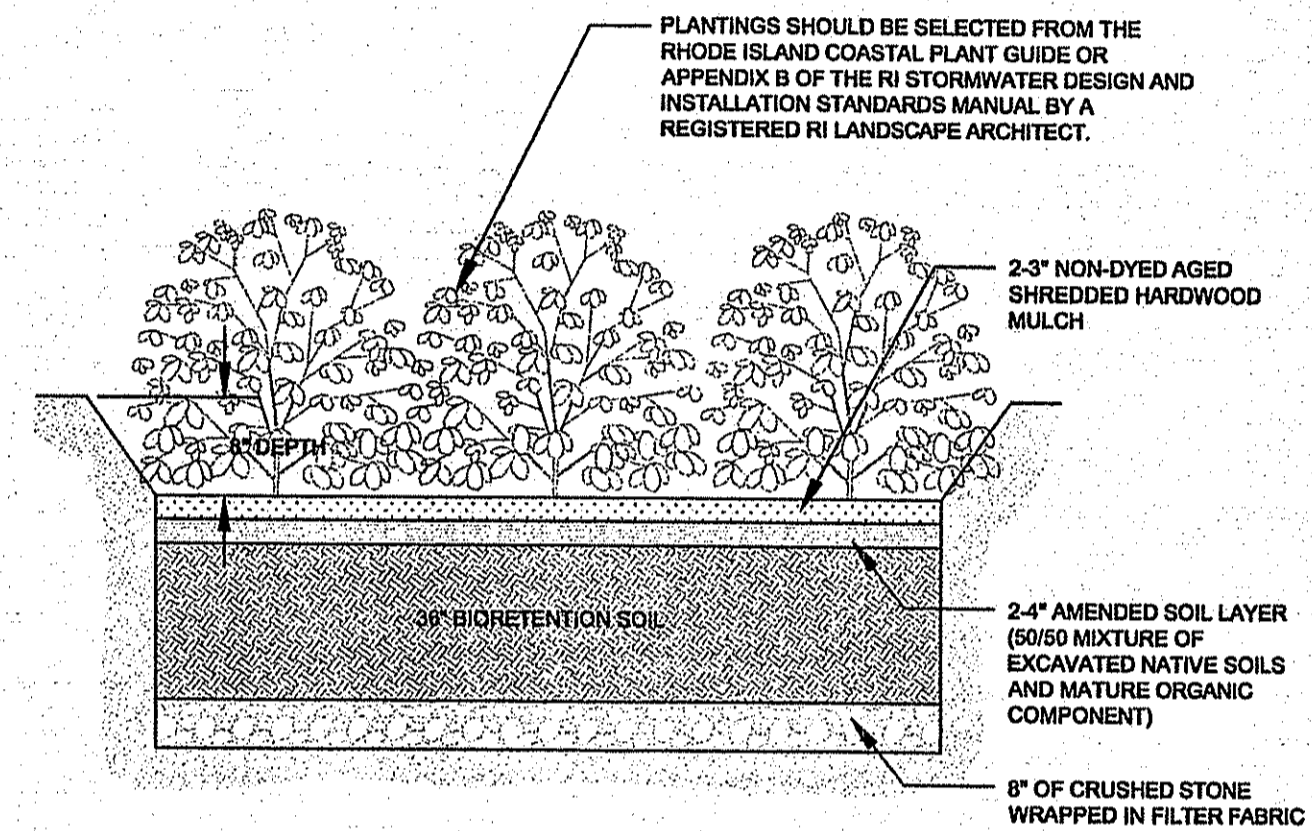 PLANTINGS SHOULD BE SELECTED FROM THE
RHODE ISLAND COASTAL PLANT GUIDE OR
APPENDIX B OF THE RI STORMWATER DESIGN AND
INSTALLATION STANDARDS MANUAL BY A
REGISTERED RI LANDSCAPE ARCHITECT.
2-3" NON-DYED AGED
SHREDDED HARDWOOD
MULCH
DEPTH
36" BIORETENTION SOIL
2-4" AMENDED SOIL LAYER
(50/50 MIXTURE OF
EXCAVATED NATIVE SOILS
AND MATURE ORGANIC
COMPONENT)
8" OF CRUSHED STONE
WRAPPED IN FILTER FABRIC